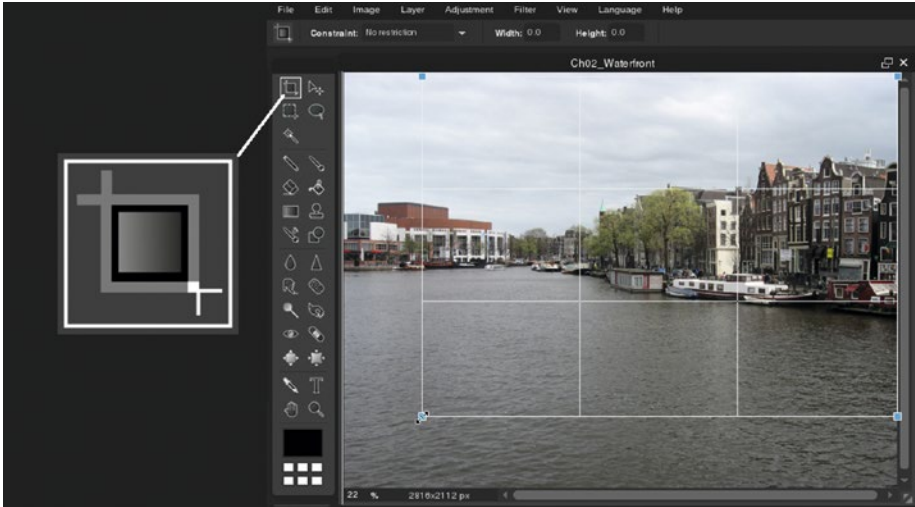 File Edit Image Layer Adjustment Filter View Language Help
Constraint: No restriction Width: 0.0 Height: 0.0
Ch02_Waterfront
22 % 2816x2112 px